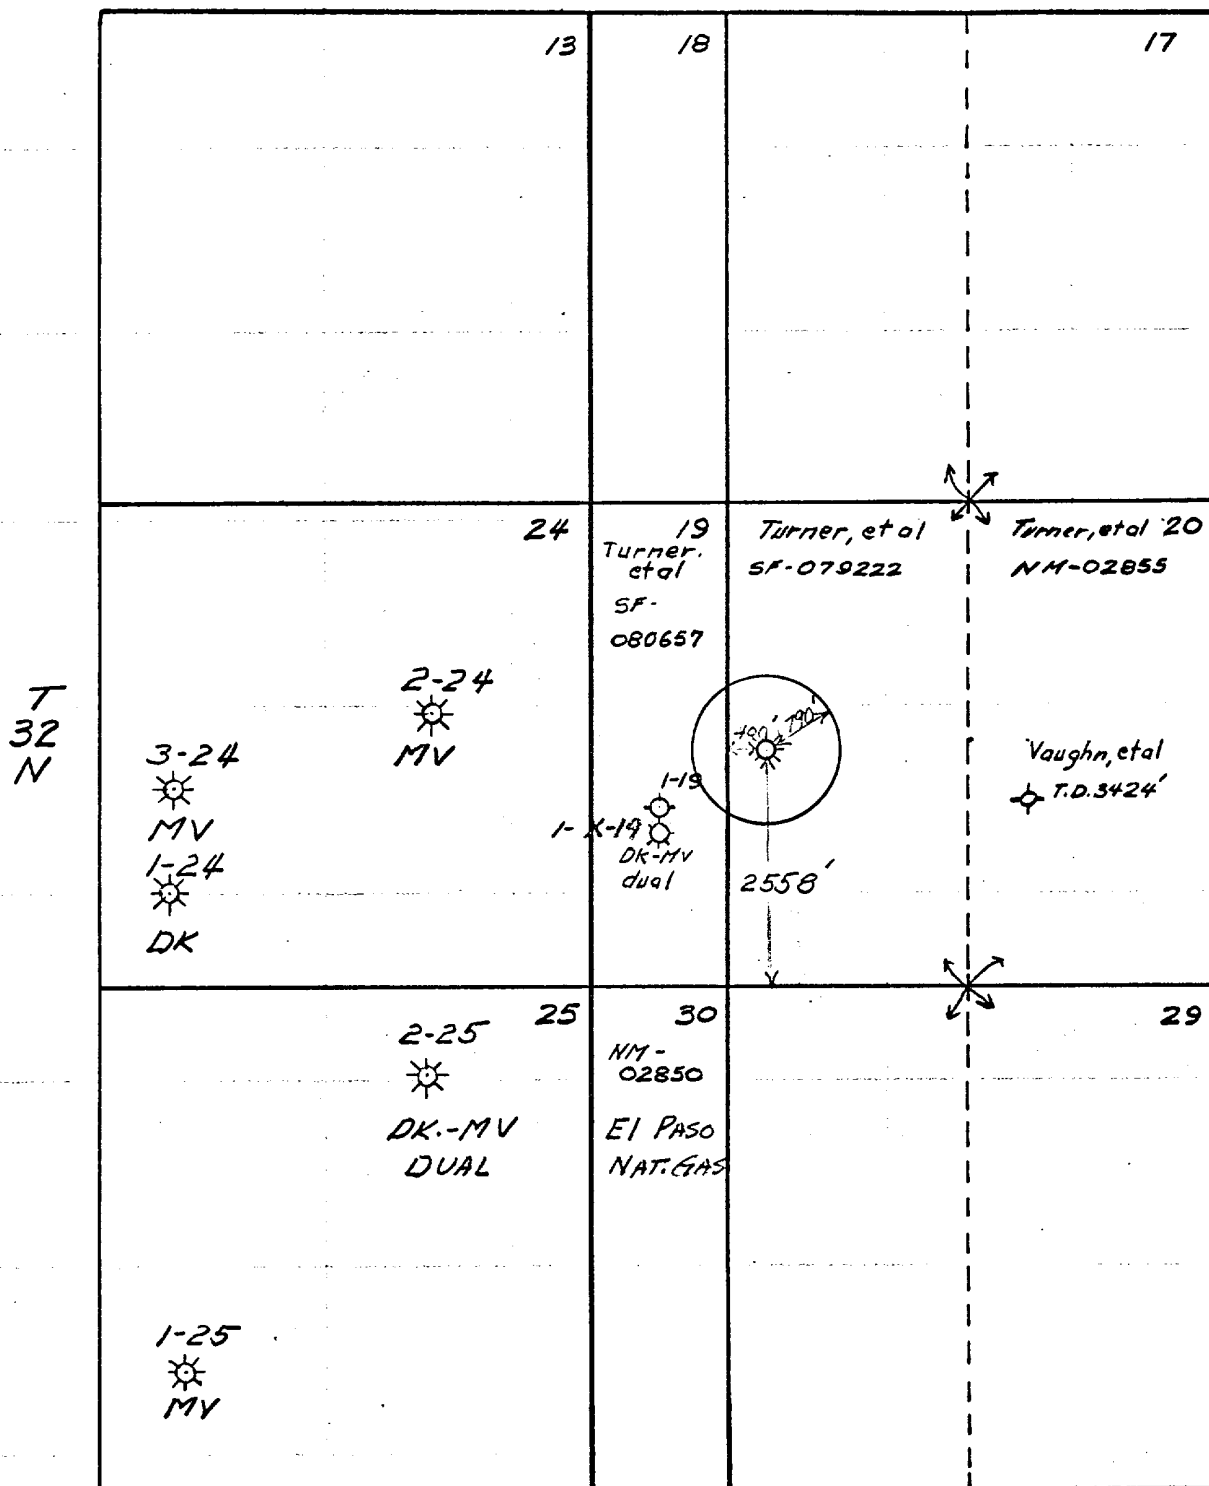 13
18
17
24
19
Turner, et al
Turner, et al 20
Turner.
et al
SF-079222
NM-02855
SF-
080657
T
32
N
2-24
MV
3-24
MV
1-24
DK
790'
1-19
1-X-19
DK-MV
dual
2558'
Vaughn, et al
T.D. 3424'
25
30
29
2-25
DK.-MV
DUAL
NM-
02850
El PASO
NAT. GAS
1-25
MV